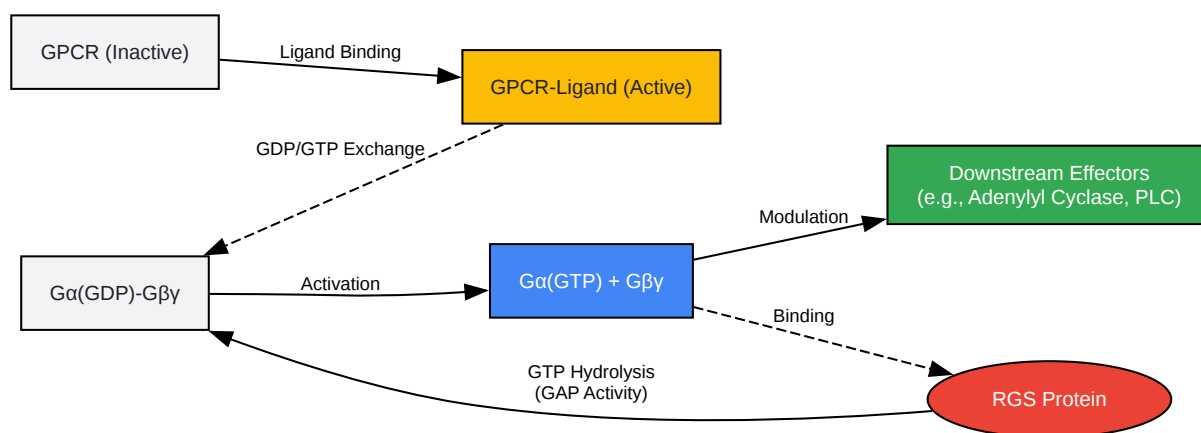 GPCR (Inactive)
Ligand Binding
GPCR-Ligand (Active)
GDP/GTP Exchange
Downstream Effectors
(e.g., Adenylyl Cyclase, PLC)
Modulation
Gα(GDP)-Gβγ
Activation
Gα(GTP) + Gβγ
Binding
GTP Hydrolysis
(GAP Activity)
RGS Protein